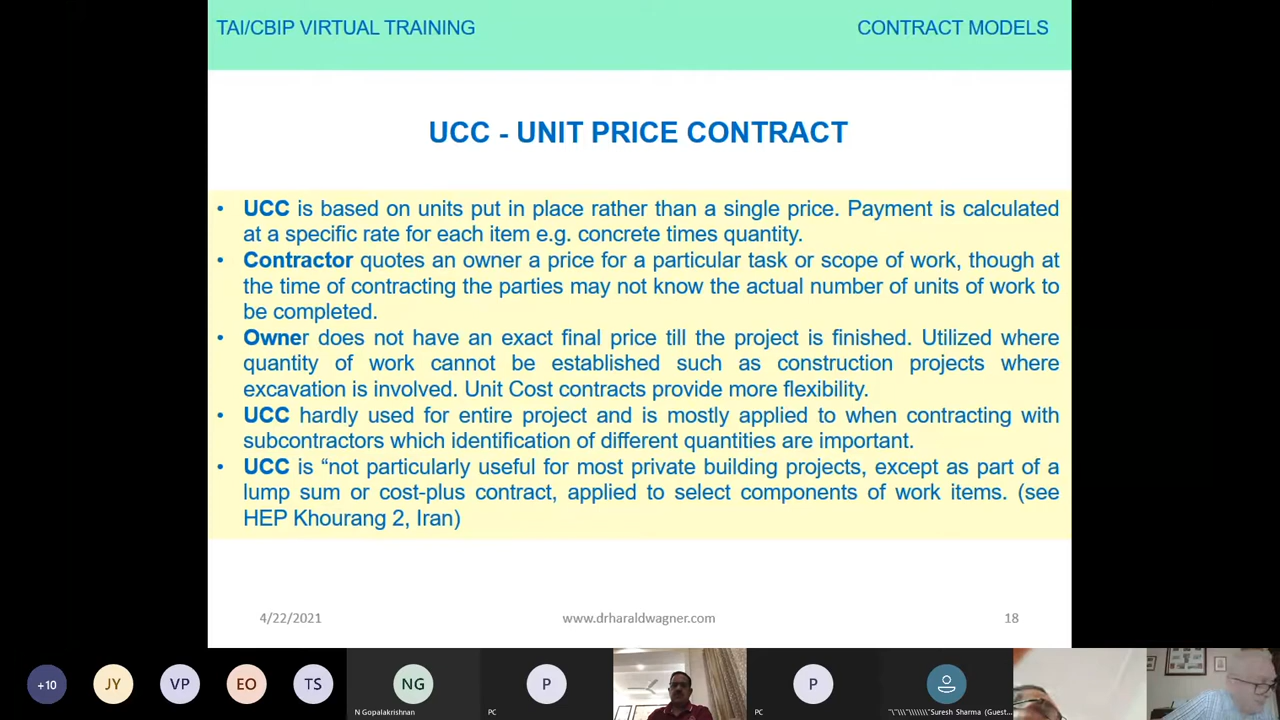 TAI/CBIP VIRTUAL TRAINING CONTRACT MODELS
UCC - UNIT PRICE CONTRACT
• UCC is based on units put in place rather than a single price. Payment is calculated
at a specific rate for each item e.g. concrete times quantity.
• Contractor quotes an owner a price for a particular task or scope of work, though at
the time of contracting the parties may not know the actual number of units of work to
be completed.
• Owner does not have an exact final price till the project is finished. Utilized where
quantity of work cannot be established such as construction projects where
excavation is involved. Unit Cost contracts provide more flexibility.
• UCC hardly used for entire project and is mostly applied to when contracting with
subcontractors which identification of different quantities are important.
• UCC is “not particularly useful for most private building projects, except as part of a
lump sum or cost-plus contract, applied to select components of work items. (see
HEP Khourang 2, Iran)
4/22/2021 www.drharaldwagner.com 18
+10 JY VP EO TS NG P P
N Gopalakrishnan PC PC Suresh Sharma (Guest...